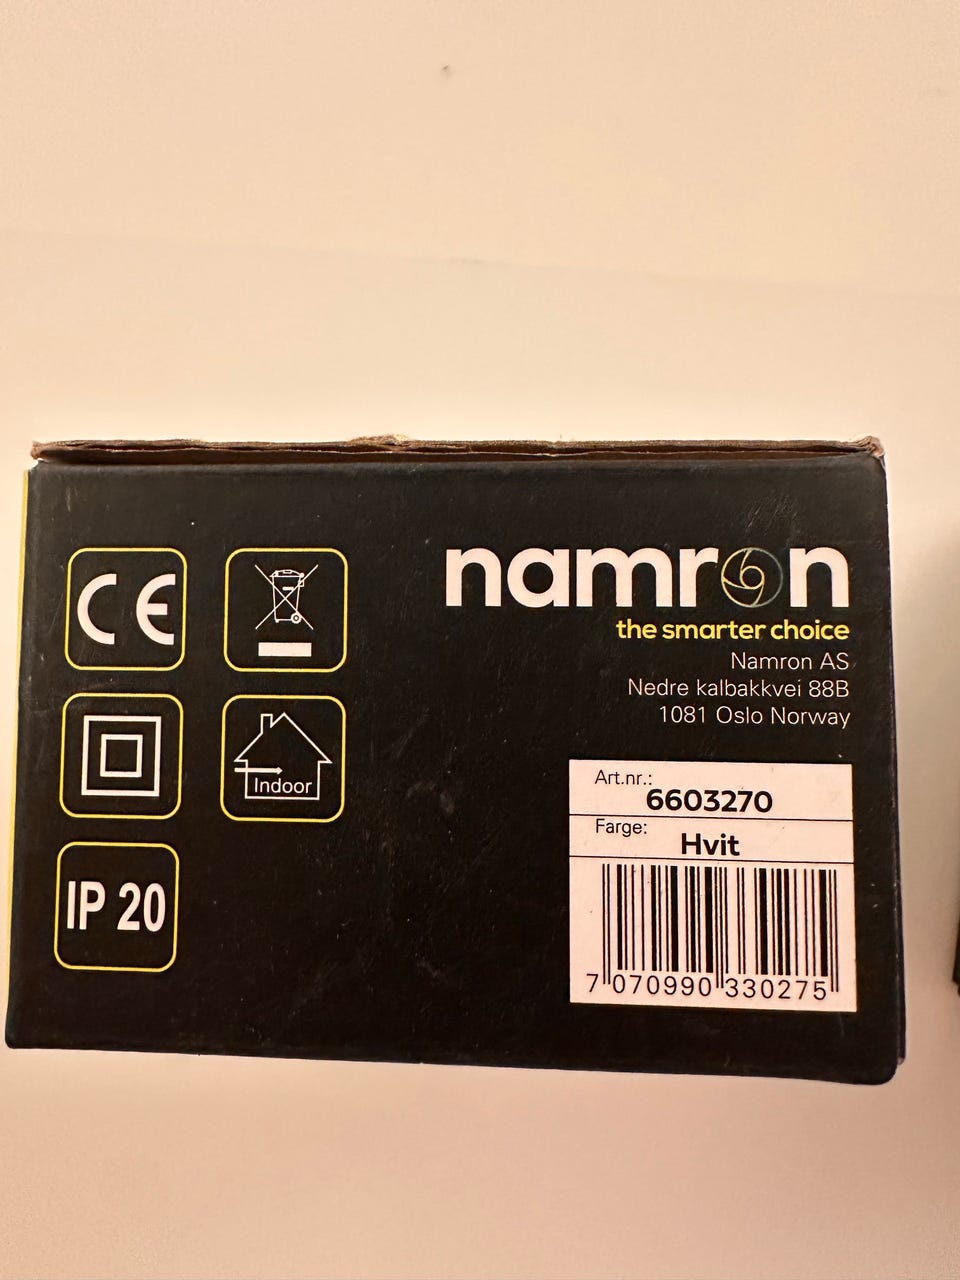 CE
Indoor
IP 20
namron
the smarter choice
Namron AS
Nedre kalbakkvei 88B
1081 Oslo Norway
Art.nr.:
6603270
Farge:
Hvit
7 070990 330275